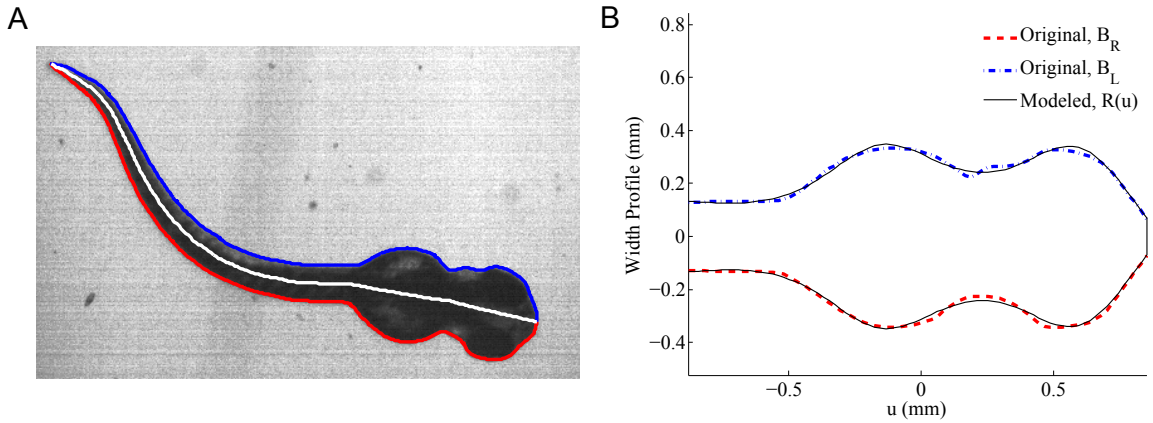 A
B
Original, B_R
Original, B_L
Modeled, R(u)
Width Profile (mm)
0.8
0.6
0.4
0.2
0
−0.2
−0.4
−0.5
0
0.5
u (mm)